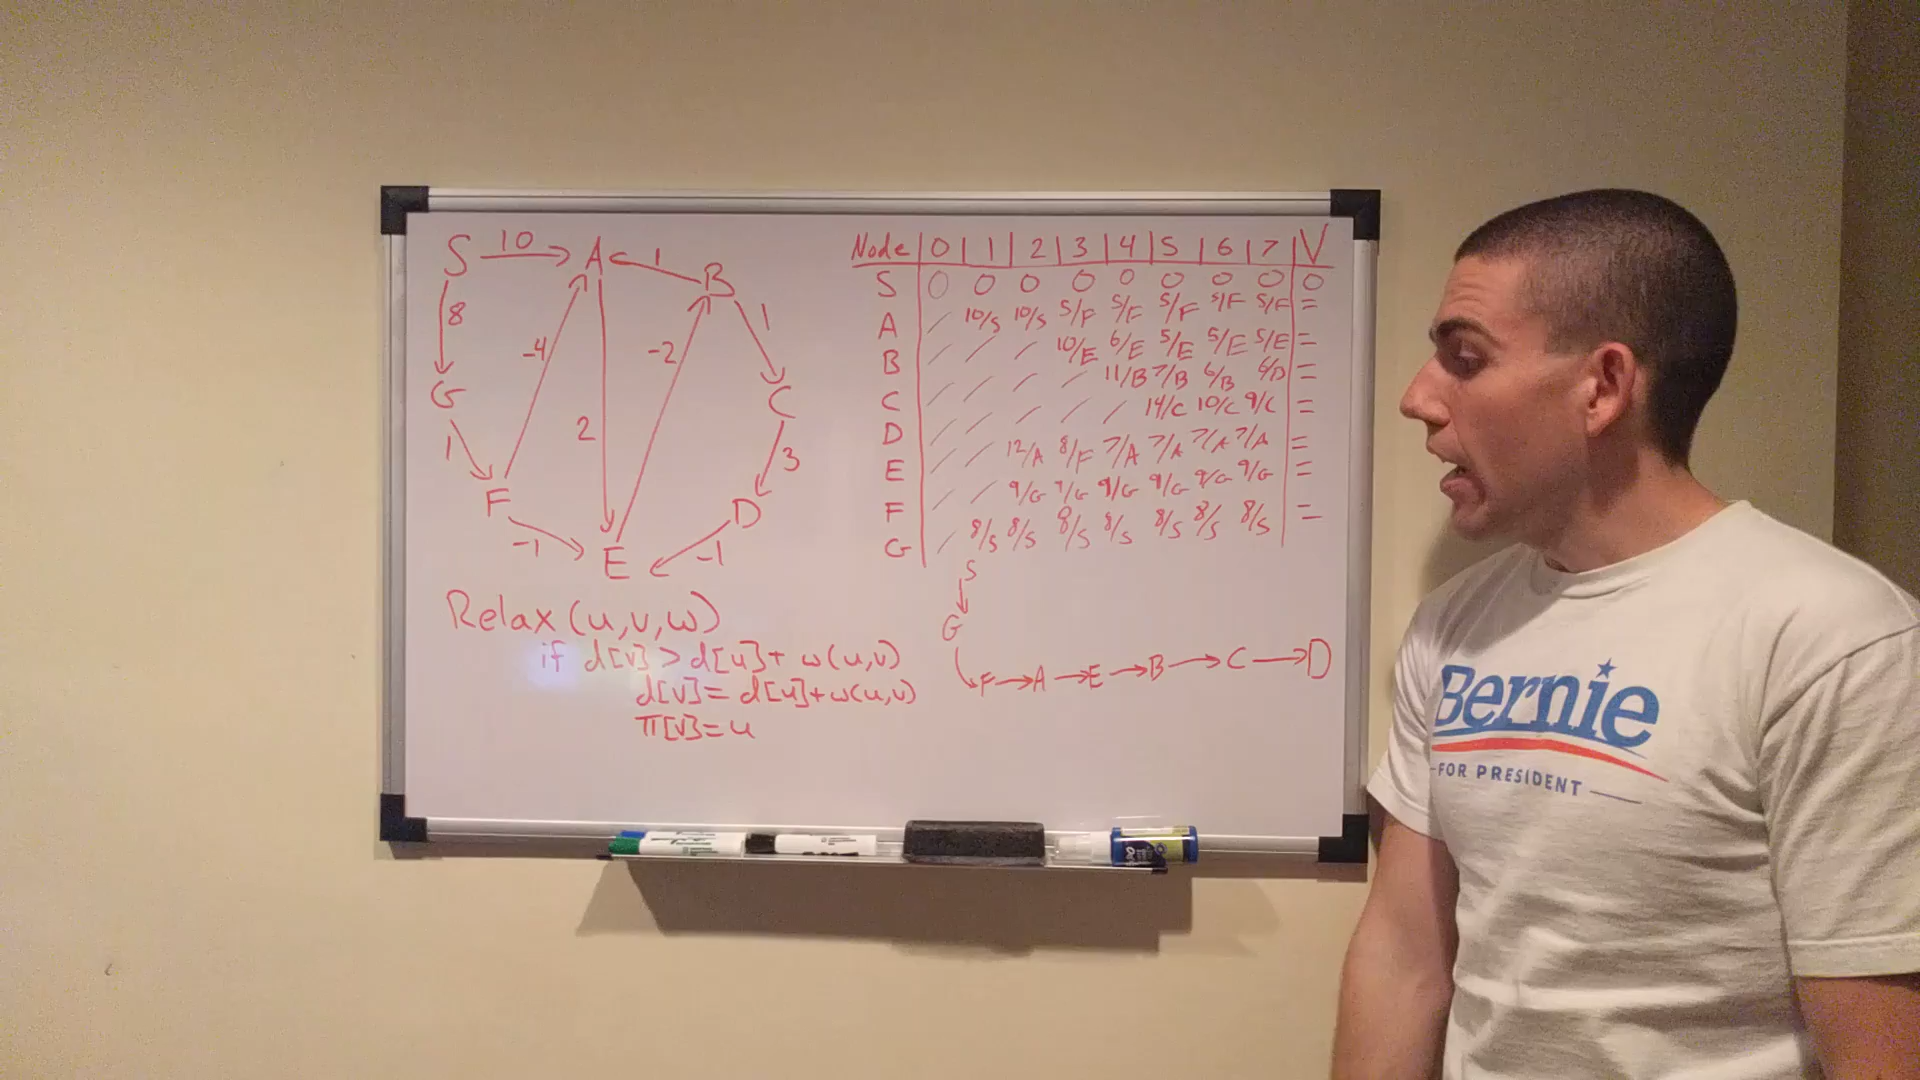 S 10 A 1 B
8 -4 2 -2 1
G C
1 3
F D
-1 E -1
Relax (u,v,w)
if d[v] > d[u] + w(u,v)
d[v] = d[u] + w(u,v)
π[v] = u
Node 0 1 2 3 4 5 6 7 V
S 0 0 0 0 0 0 0 0 0
A / 10/S 10/S 5/F 5/F 5/F 5/F 5/F =
B / / / 10/E 6/E 5/E 5/E 5/E =
C / / / / 11/B 7/B 6/B =
D / / / / / 14/C 10/C 9/C =
E / / 12/A 8/F 7/A 7/A 7/A 7/A =
F / / 9/G 9/G 9/G 9/G 9/G 9/G =
G / 8/S 8/S 8/S 8/S 8/S 8/S 8/S =
S
G
F → A → E → B → C → D
Bernie
FOR PRESIDENT
EXPO